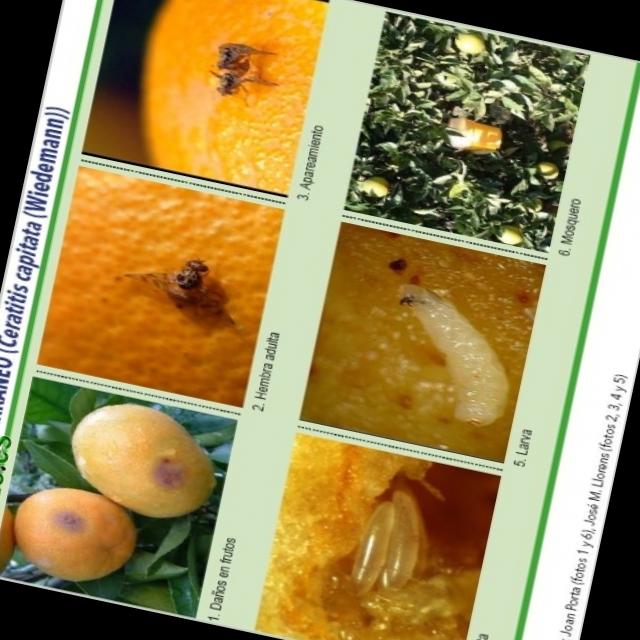 (Ceratitis capitata (Wiedemann))
1. Daños en frutos
2. Hembra adulta
3. Apareamiento
5. Larva
6. Mosquero
Joan Porta (fotos 1 y 6), José M. Llorens (fotos 2, 3, 4 y 5)